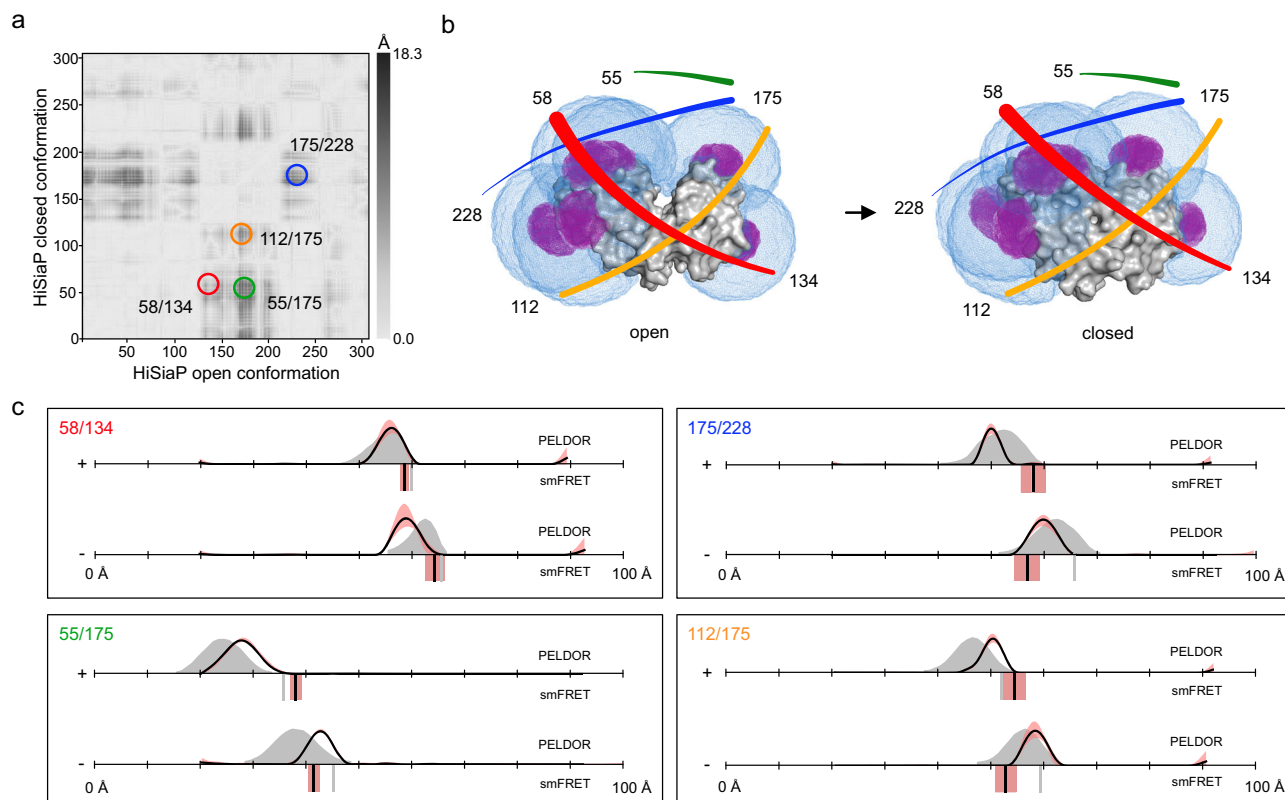 a
Å
18.3
HiSiaP closed conformation
300
250
200
150
100
50
0
175/228
112/175
58/134
55/175
0.0
50 100 150 200 250 300
HiSiaP open conformation
b
55
58
175
228
112
134
open
55
58
175
228
112
134
closed
c
58/134
PELDOR
+
smFRET
PELDOR
-
0 Å
smFRET
100 Å
175/228
PELDOR
+
smFRET
PELDOR
-
0 Å
smFRET
100 Å
55/175
PELDOR
+
smFRET
PELDOR
-
0 Å
smFRET
100 Å
112/175
PELDOR
+
smFRET
PELDOR
-
0 Å
smFRET
100 Å